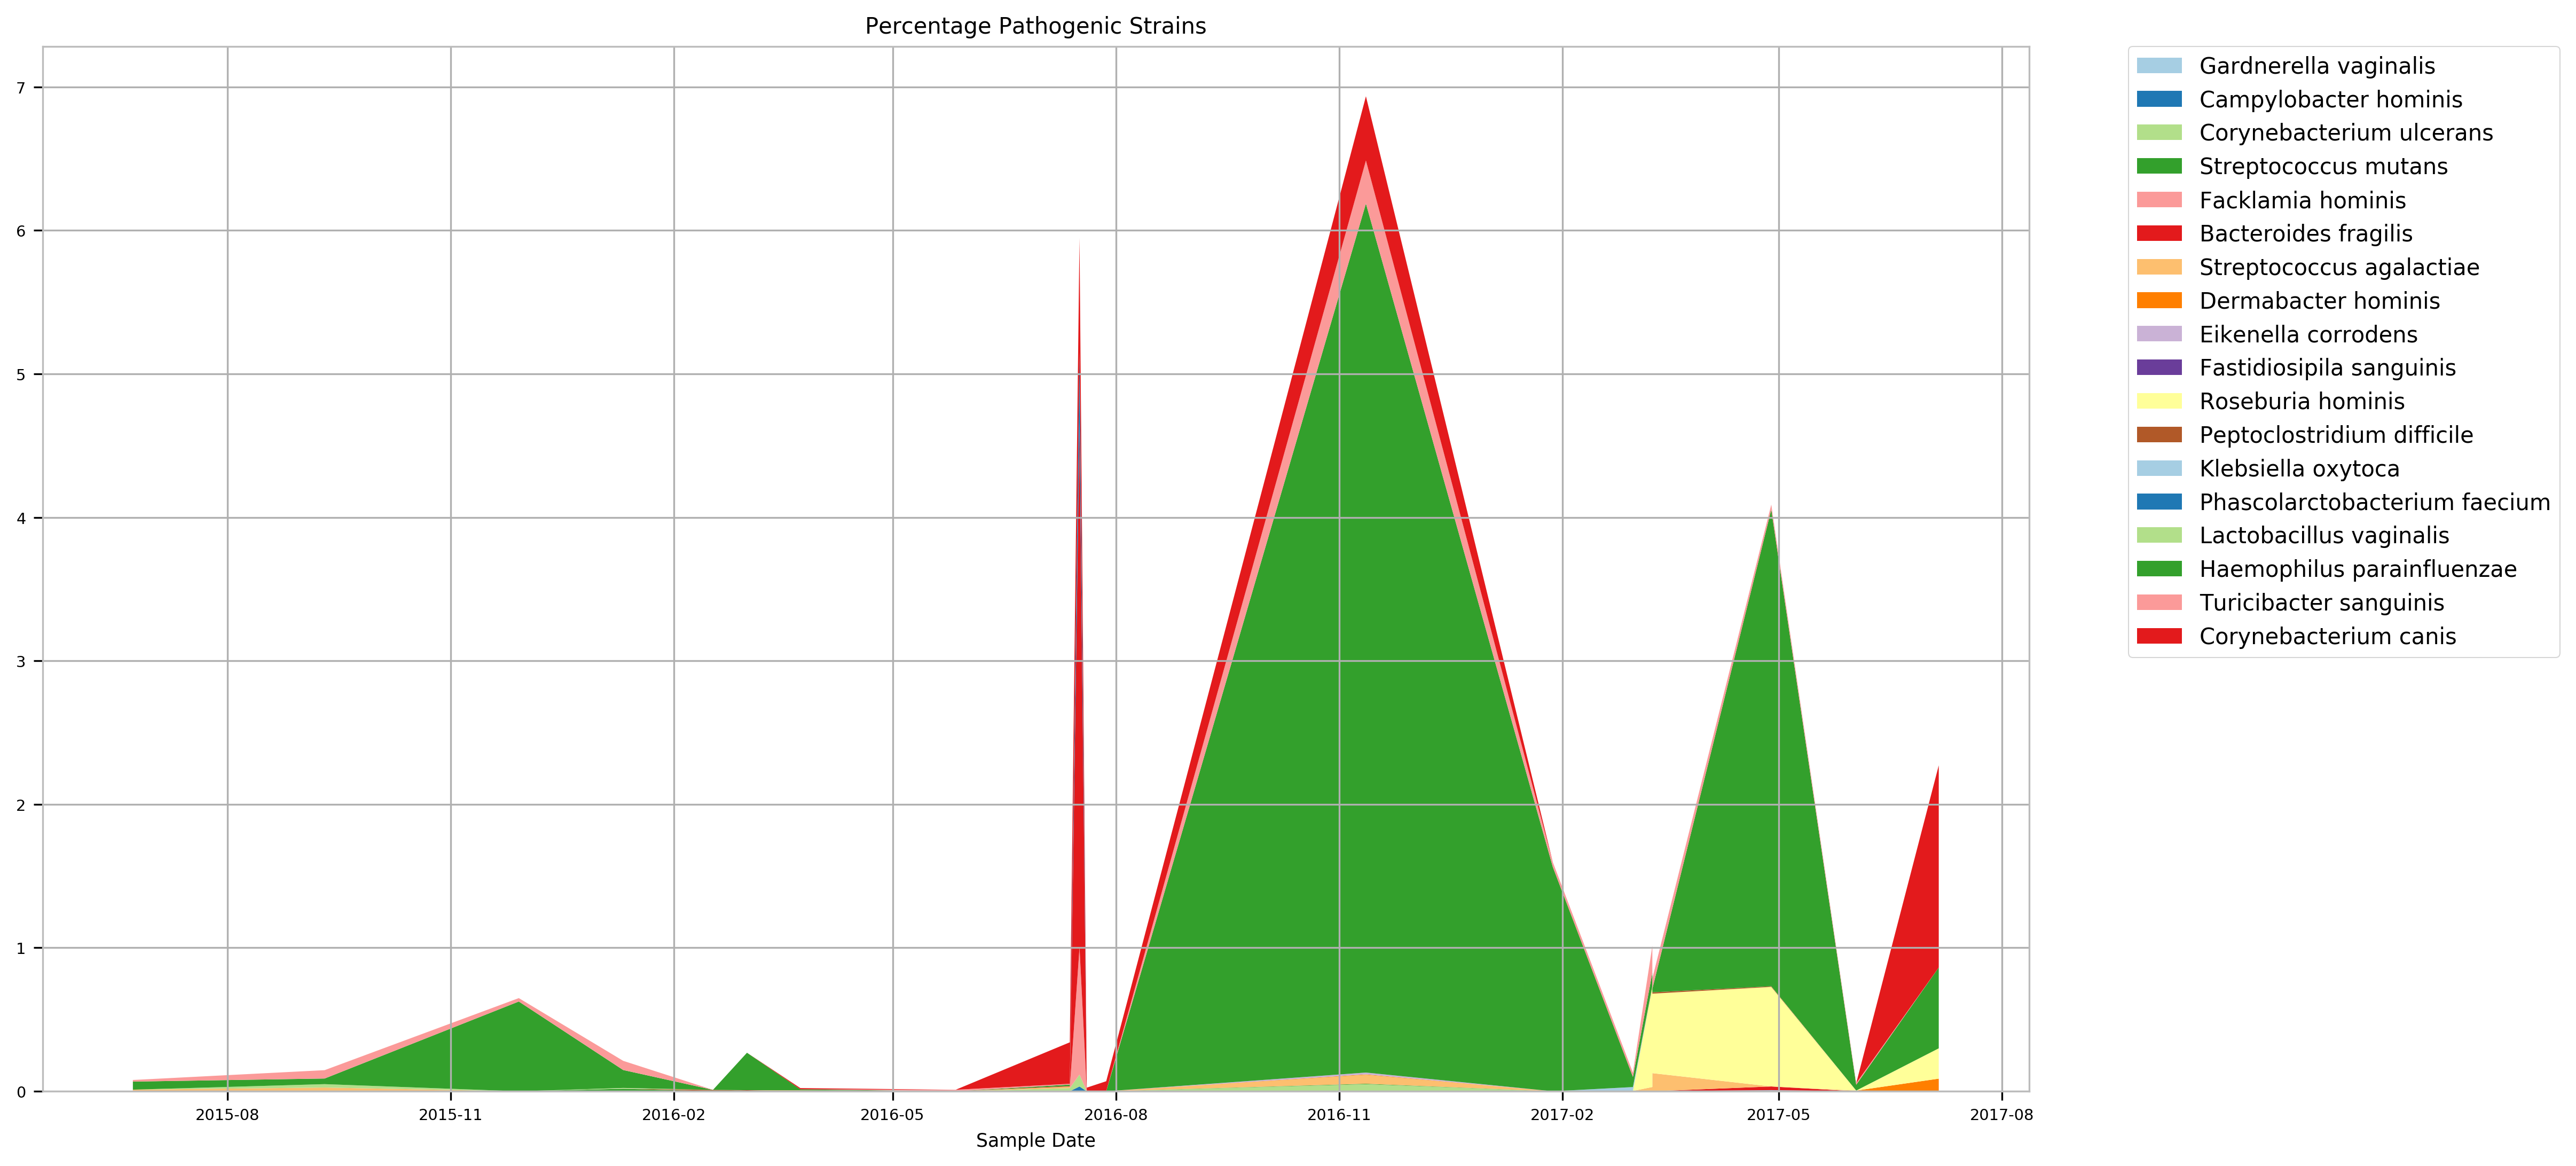 Percentage Pathogenic Strains
7
6
5
4
3
2
1
0
2015-08
2015-11
2016-02
2016-05
2016-08
2016-11
2017-02
2017-05
2017-08
Sample Date
Gardnerella vaginalis
Campylobacter hominis
Corynebacterium ulcerans
Streptococcus mutans
Facklamia hominis
Bacteroides fragilis
Streptococcus agalactiae
Dermabacter hominis
Eikenella corrodens
Fastidiosipila sanguinis
Roseburia hominis
Peptoclostridium difficile
Klebsiella oxytoca
Phascolarctobacterium faecium
Lactobacillus vaginalis
Haemophilus parainfluenzae
Turicibacter sanguinis
Corynebacterium canis